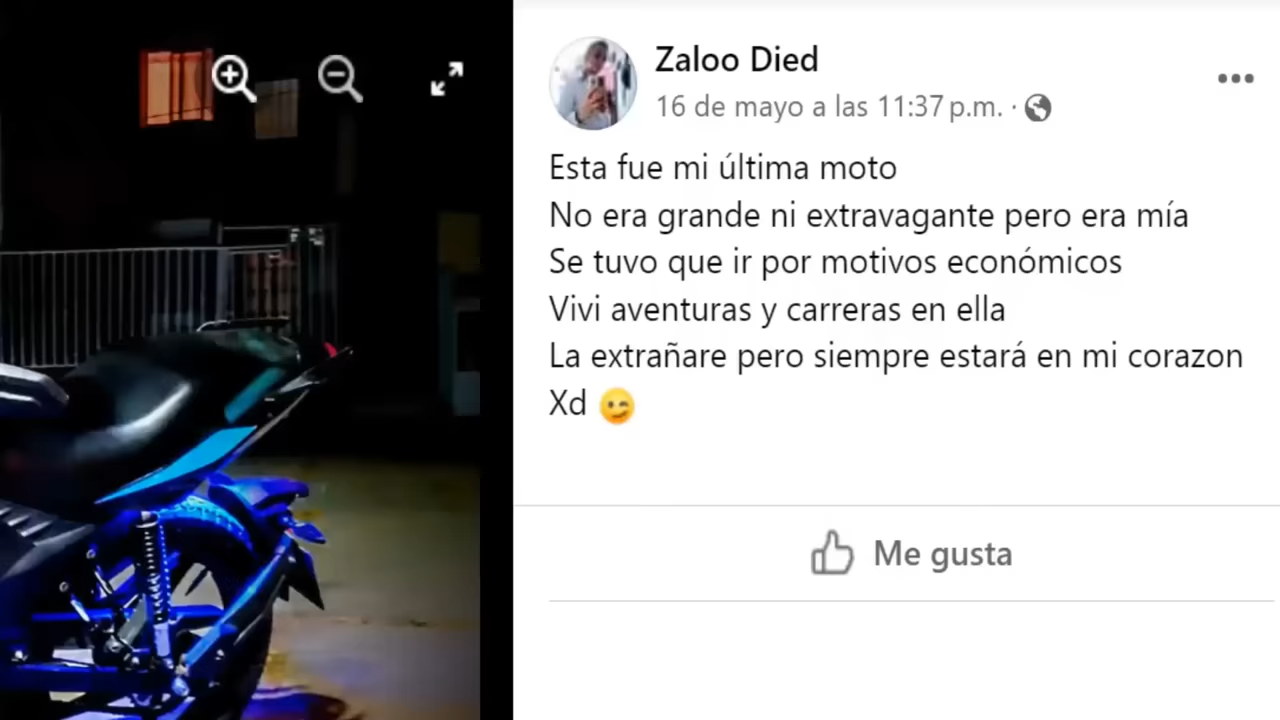 Zaloo Died
16 de mayo a las 11:37 p.m. ·
Esta fue mi última moto
No era grande ni extravagante pero era mía
Se tuvo que ir por motivos económicos
Vivi aventuras y carreras en ella
La extrañare pero siempre estará en mi corazon
Xd 😉
Me gusta